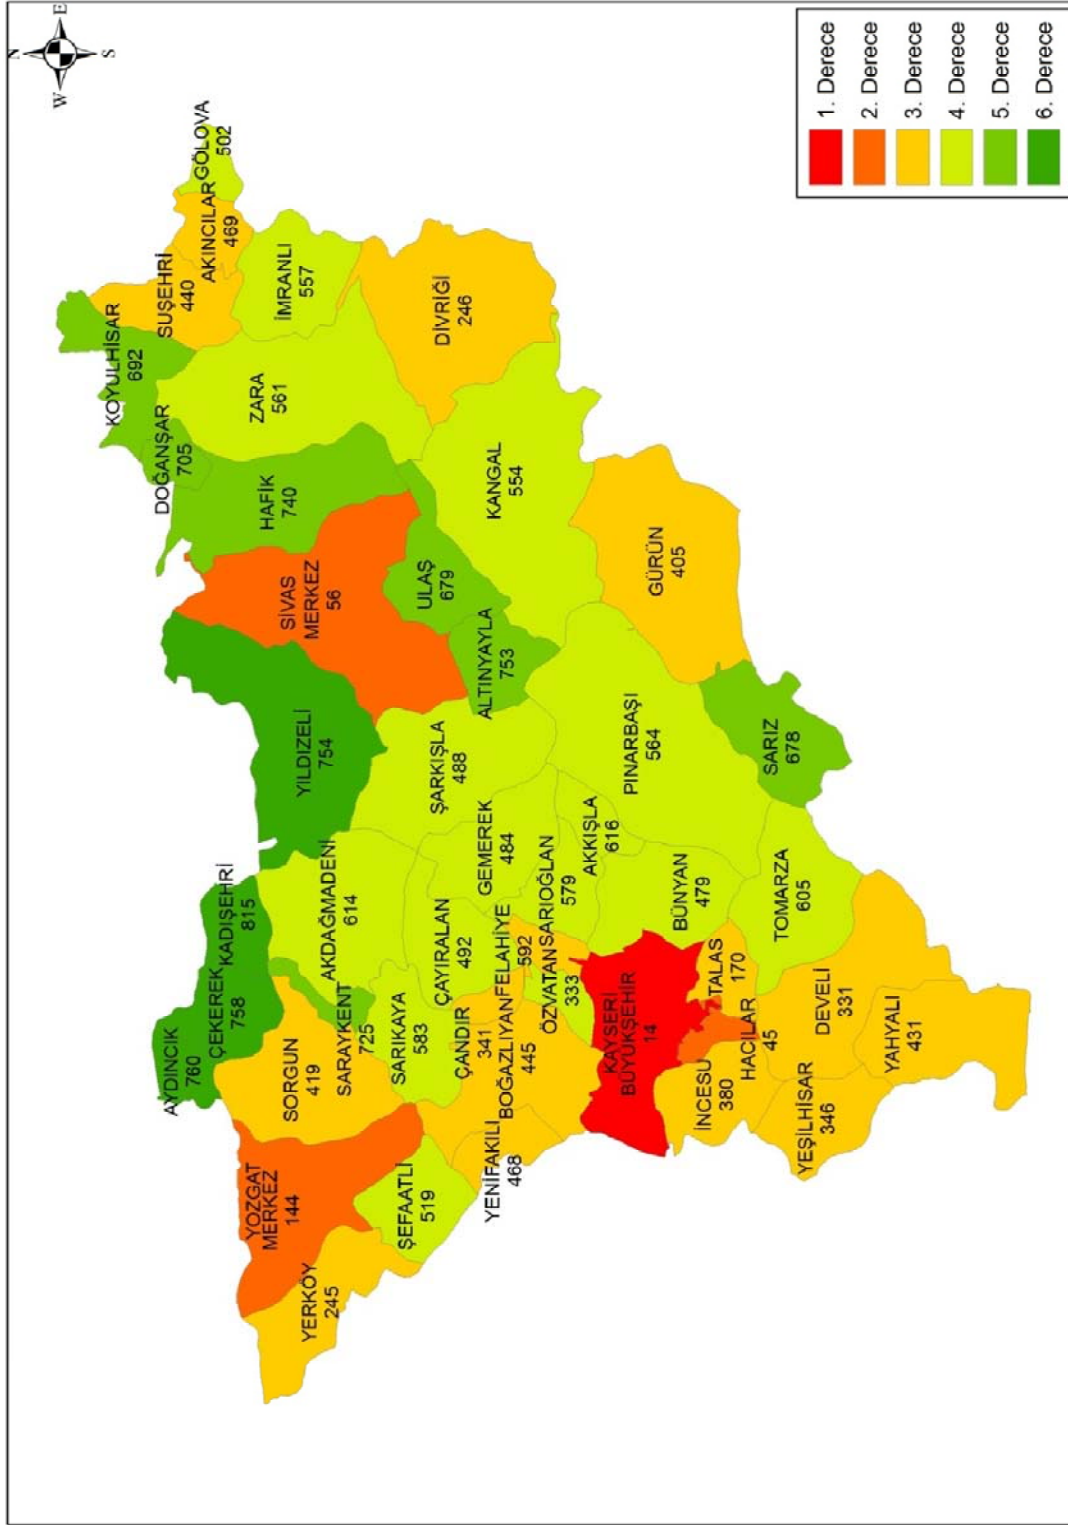 N
W
E
S
AYDINCIK
760
ÇEKEREK
758
KADIŞEHRİ
815
YOZGAT
MERKEZ
144
YERKÖY
245
SORGUN
419
SARAYKENT
725
AKDAĞMADENİ
614
ŞEFAATLİ
519
SARIKAYA
583
ÇAYIRALAN
492
ÇANDIR
341
YENİFAKILI
468
BOĞAZLIYAN
445
YILDIZELİ
754
SİVAS
MERKEZ
56
HAFİK
740
DOĞANŞAR
705
KOYULHİSAR
692
SUŞEHRİ
440
AKINCILAR
469
GÖLOVA
502
İMRANLI
557
ZARA
561
DİVRİĞİ
246
ULAŞ
679
KANGAL
554
ALTINYAYLA
753
ŞARKIŞLA
488
GEMEREK
484
GÜRÜN
405
FELAHİYE
592
ÖZVATAN
333
SARIOĞLAN
579
AKKIŞLA
616
PINARBAŞI
564
SARIZ
678
KAYSERİ
BÜYÜKŞEHİR
14
BÜNYAN
479
TALAS
170
HACILAR
45
İNCESU
380
TOMARZA
605
DEVELİ
331
YEŞİLHİSAR
346
YAHYALI
431
1. Derece
2. Derece
3. Derece
4. Derece
5. Derece
6. Derece